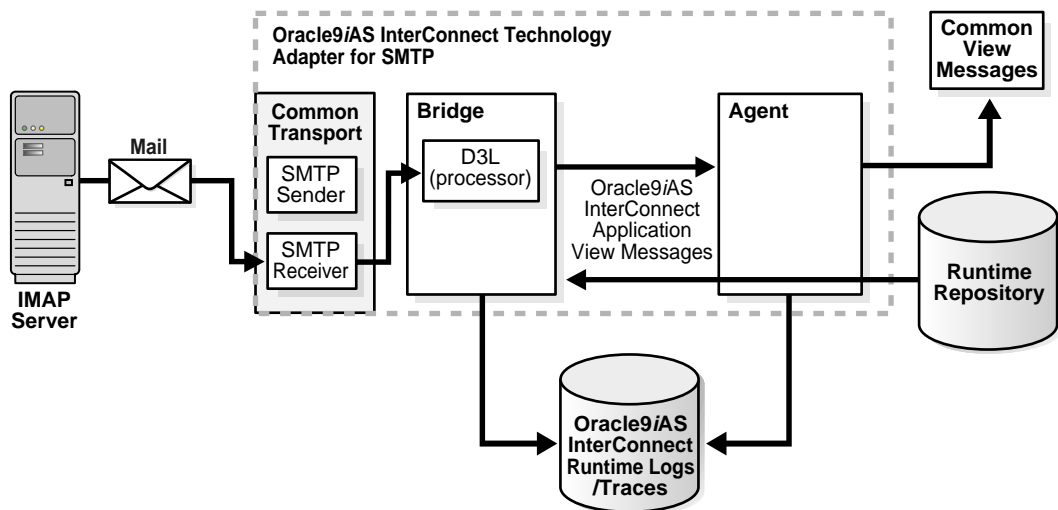 Oracle9iAS InterConnect Technology
Adapter for SMTP
Common
View
Messages
Common
Transport
Bridge
Agent
Mail
SMTP
Sender
D3L
(processor)
Oracle9iAS
InterConnect
Application
View Messages
SMTP
Receiver
IMAP
Server
Runtime
Repository
Oracle9iAS
InterConnect
Runtime Logs
/Traces